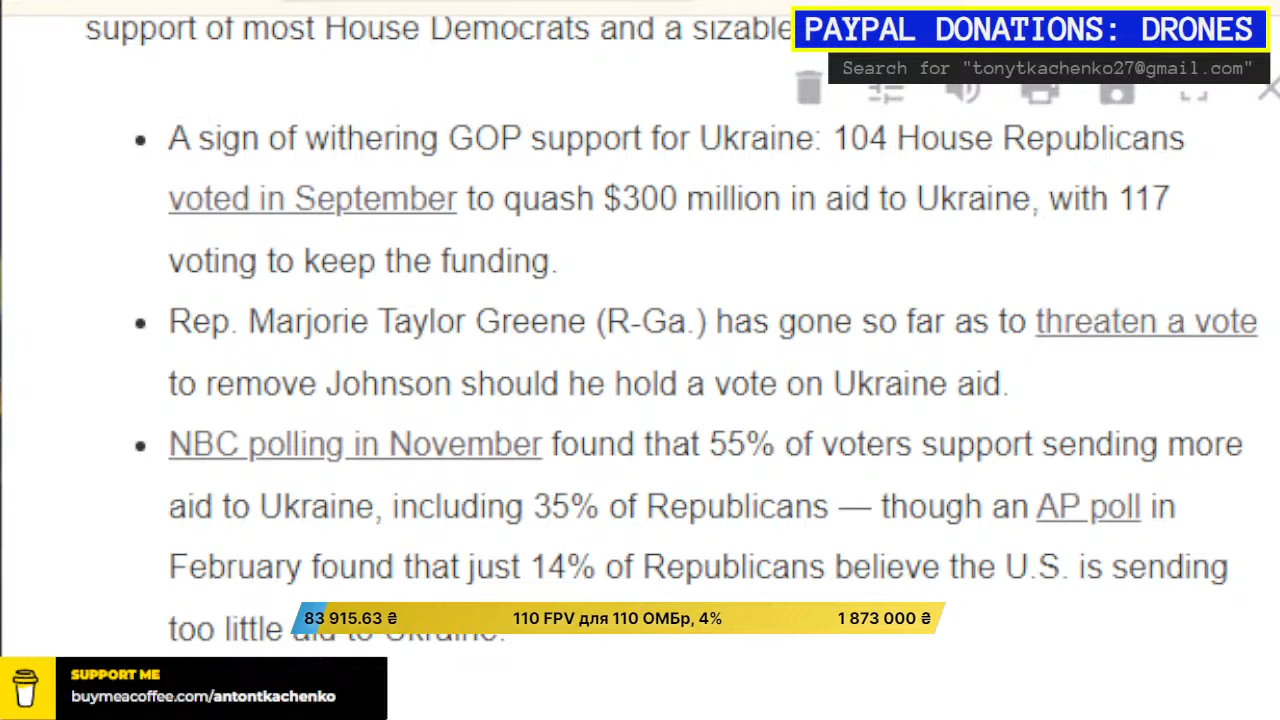 support of most House Democrats and a sizable
PAYPAL DONATIONS: DRONES
Search for "tonytkachenko27@gmail.com"
• A sign of withering GOP support for Ukraine: 104 House Republicans
voted in September to quash $300 million in aid to Ukraine, with 117
voting to keep the funding.
• Rep. Marjorie Taylor Greene (R-Ga.) has gone so far as to threaten a vote
to remove Johnson should he hold a vote on Ukraine aid.
• NBC polling in November found that 55% of voters support sending more
aid to Ukraine, including 35% of Republicans — though an AP poll in
February found that just 14% of Republicans believe the U.S. is sending
too little aid to Ukraine.
83 915.63 ₴ 110 FPV для 110 ОМБр, 4% 1 873 000 ₴
SUPPORT ME
buymeacoffee.com/antontkachenko